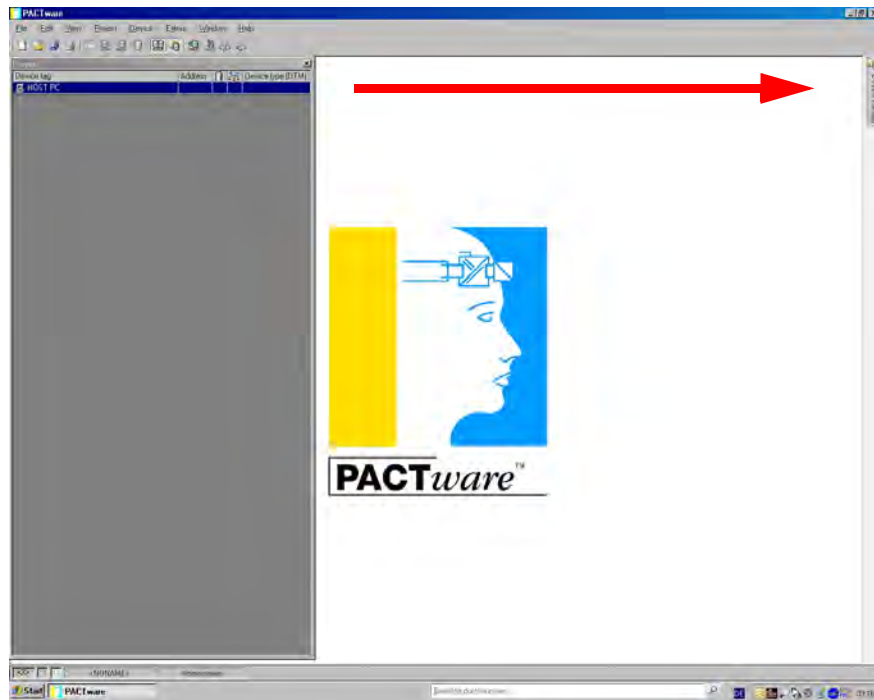 PACTware
File Edit View Project Device Extras Window Help
Device tag Address Device type (DTM)
HOST PC
PACTware™
<NONAME>
Start PACTware